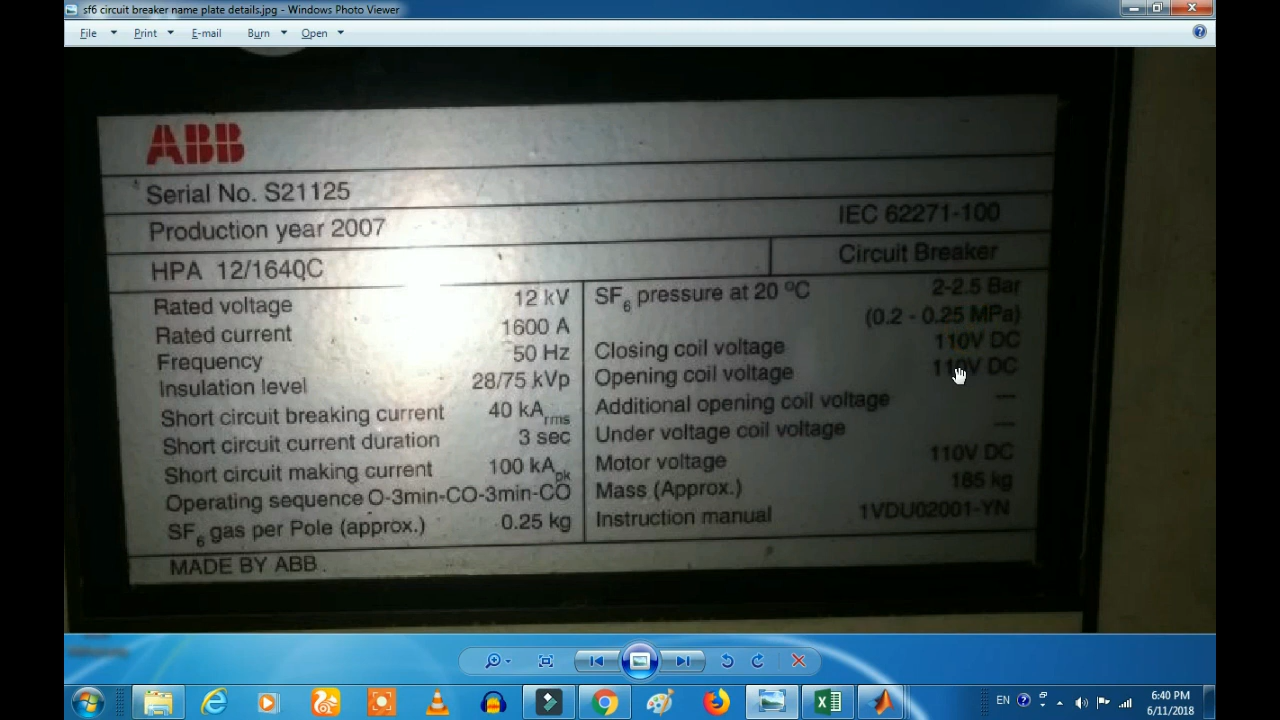 sf6 circuit breaker name plate details.jpg - Windows Photo Viewer
File Print E-mail Burn Open
ABB
Serial No. S21125
Production year 2007
IEC 62271-100
HPA 12/1640C
Circuit Breaker
Rated voltage 12 kV
Rated current 1600 A
Frequency 50 Hz
Insulation level 28/75 kVp
Short circuit breaking current 40 kArms
Short circuit current duration 3 sec
Short circuit making current 100 kApk
Operating sequence O-3min-CO-3min-CO
SF6 gas per Pole (approx.) 0.25 kg
SF6 pressure at 20 ºC 2-2.5 Bar
(0.2 - 0.25 MPa)
Closing coil voltage 110V DC
Opening coil voltage 110V DC
Additional opening coil voltage ---
Under voltage coil voltage ---
Motor voltage 110V DC
Mass (Approx.) 185 kg
Instruction manual 1VDU02001-YN
MADE BY ABB
EN
6:40 PM
6/11/2018